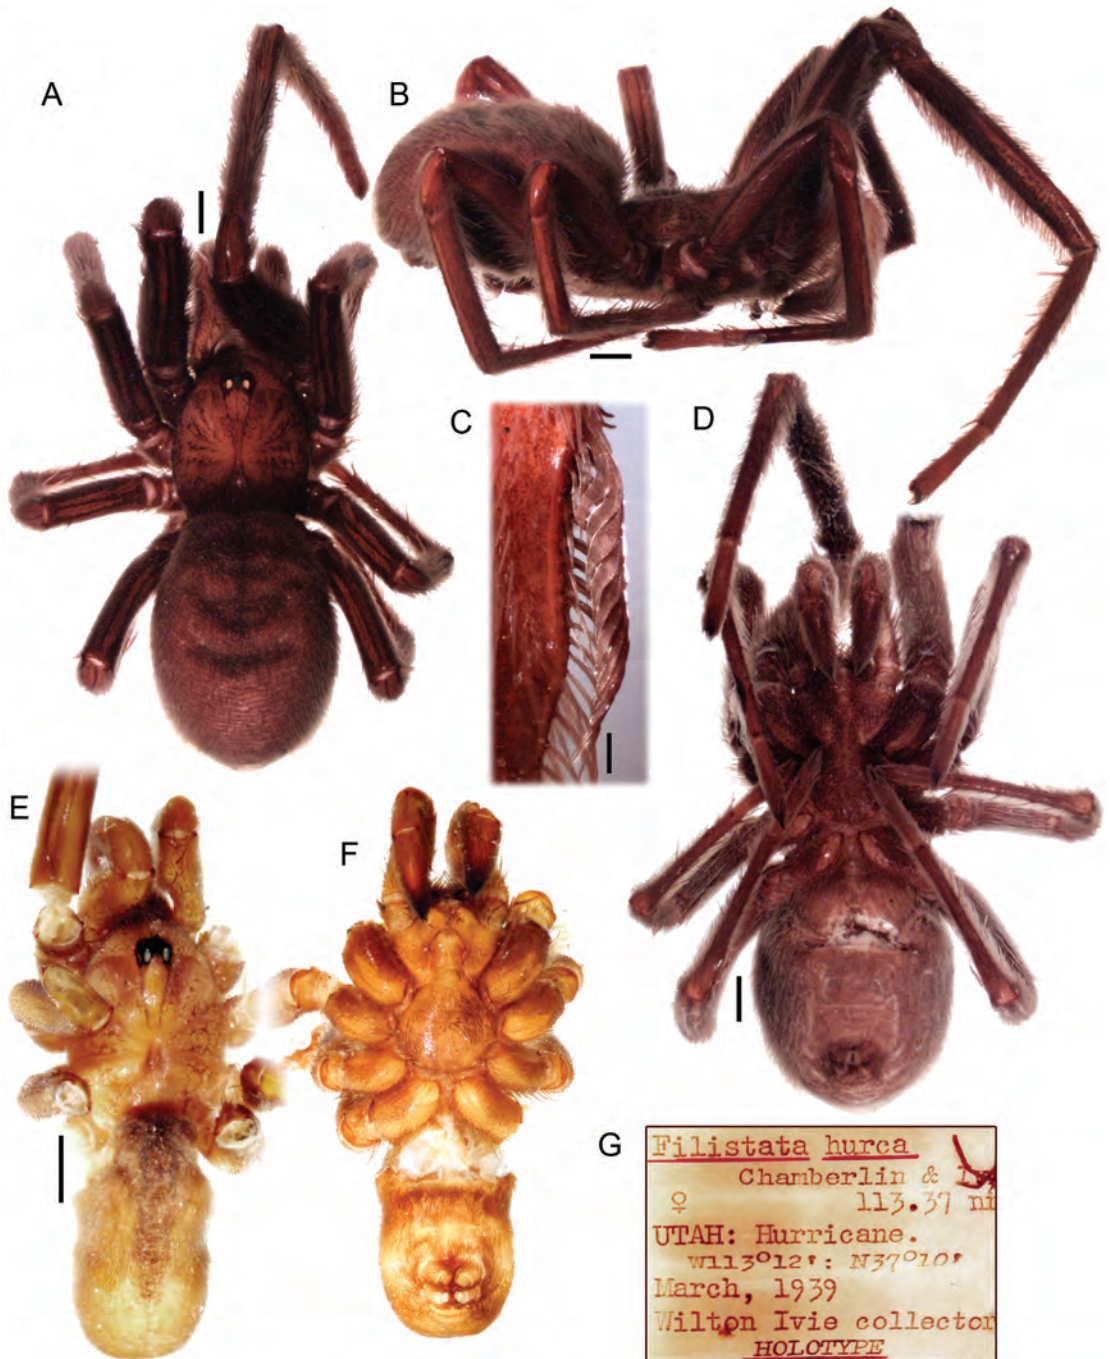 A
B
C
D
E
F
G
Filistata hurca
Chamberlin &
♀ 113.37
UTAH: Hurricane.
W113°12': N37°10'
March, 1939
Wilton Ivie collector
HOLOTYPE